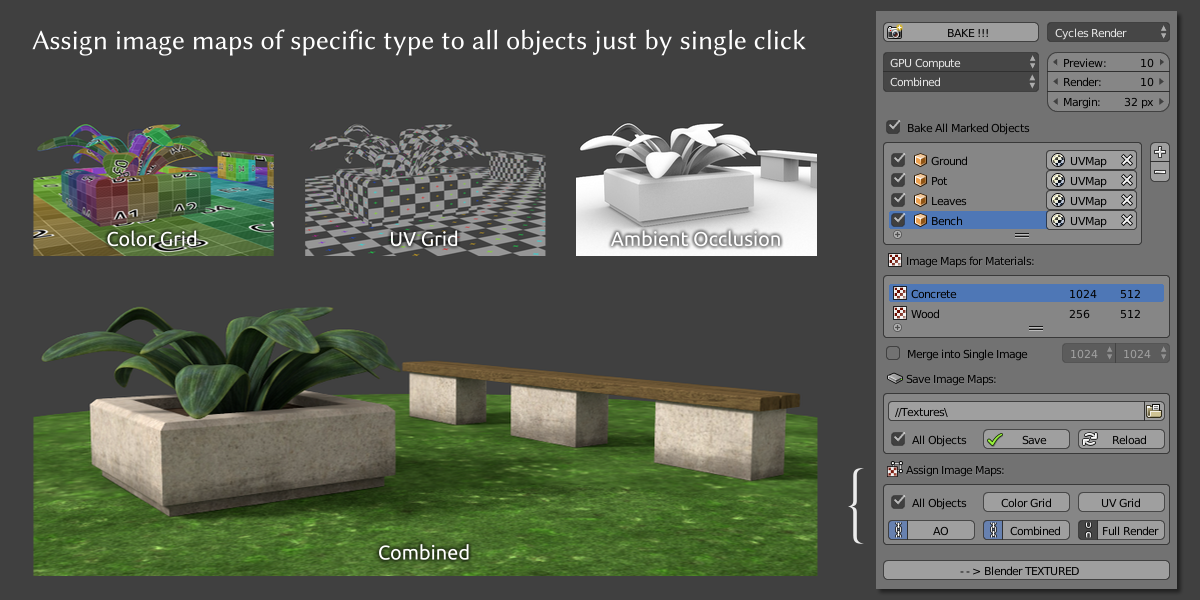 Assign image maps of specific type to all objects just by single click
Color Grid
UV Grid
Ambient Occlusion
Combined
BAKE !!!
Cycles Render
GPU Compute
Combined
Preview: 10
Render: 10
Margin: 32 px
Bake All Marked Objects
Ground UVMap
Pot UVMap
Leaves UVMap
Bench UVMap
Image Maps for Materials:
Concrete 1024 512
Wood 256 512
Merge into Single Image 1024 1024
Save Image Maps:
//Textures\
All Objects Save Reload
Assign Image Maps:
All Objects Color Grid UV Grid
AO Combined Full Render
--> Blender TEXTURED